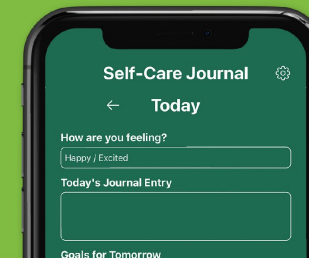 Self-Care Journal
Today
How are you feeling?
Happy / Excited
Today's Journal Entry
Goals for Tomorrow